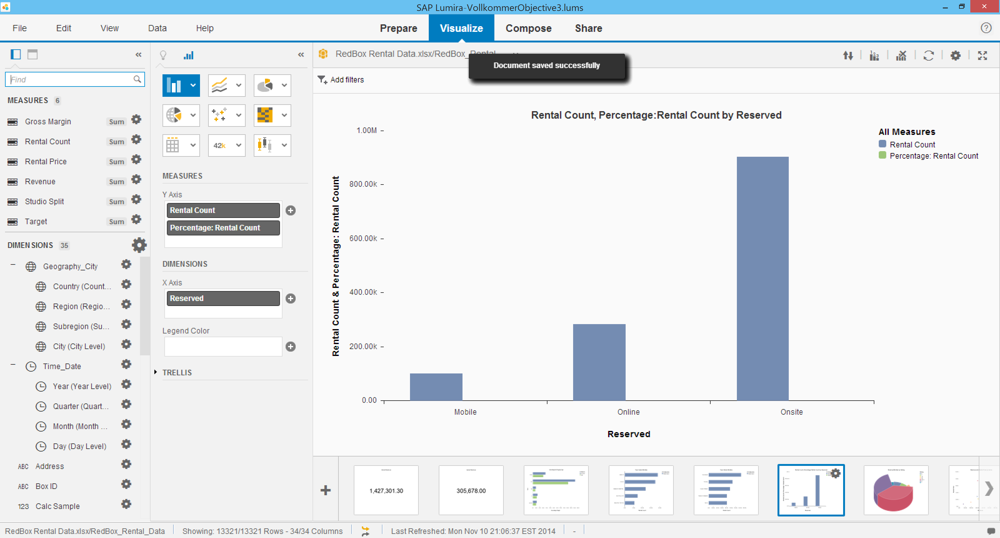 SAP Lumira-VollkommerObjective3.lums
File Edit View Data Help
Prepare Visualize Compose Share
Find
MEASURES 6
Gross Margin Sum
Rental Count Sum
Rental Price Sum
Revenue Sum
Studio Split Sum
Target Sum
DIMENSIONS 35
Geography_City
Country (Count...
Region (Regio...
Subregion (Su...
City (City Level)
Time_Date
Year (Year Level)
Quarter (Quart...
Month (Month ...
Day (Day Level)
ABC Address
ABC Box ID
123 Calc Sample
42k
MEASURES
Y Axis
Rental Count
Percentage: Rental Count
DIMENSIONS
X Axis
Reserved
Legend Color
TRELLIS
RedBox Rental Data.xlsx/RedBox_Rental
Document saved successfully
Add filters
Rental Count, Percentage:Rental Count by Reserved
All Measures
Rental Count
Percentage: Rental Count
Rental Count & Percentage: Rental Count
1.00M
800.00k
600.00k
400.00k
200.00k
0.00
Mobile Online Onsite
Reserved
1,427,301.30
305,678.00
RedBox Rental Data.xlsx/RedBox_Rental_Data
Showing: 13321/13321 Rows - 34/34 Columns
Last Refreshed: Mon Nov 10 21:06:37 EST 2014
-